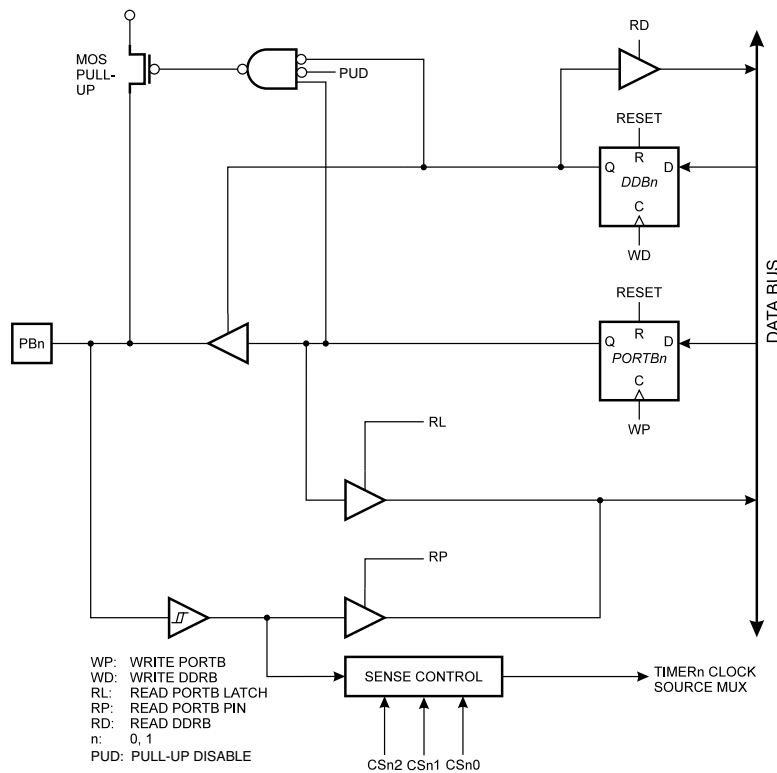 RD
MOS
PULL-
UP
PUD
RESET
Q
R
D
DDBn
C
WD
DATA BUS
RESET
PBn
Q
R
D
PORTBn
C
WP
RL
RP
WP: WRITE PORTB
WD: WRITE DDRB
RL: READ PORTB LATCH
RP: READ PORTB PIN
RD: READ DDRB
n: 0, 1
PUD: PULL-UP DISABLE
SENSE CONTROL
TIMERn CLOCK
SOURCE MUX
CSn2 CSn1 CSn0